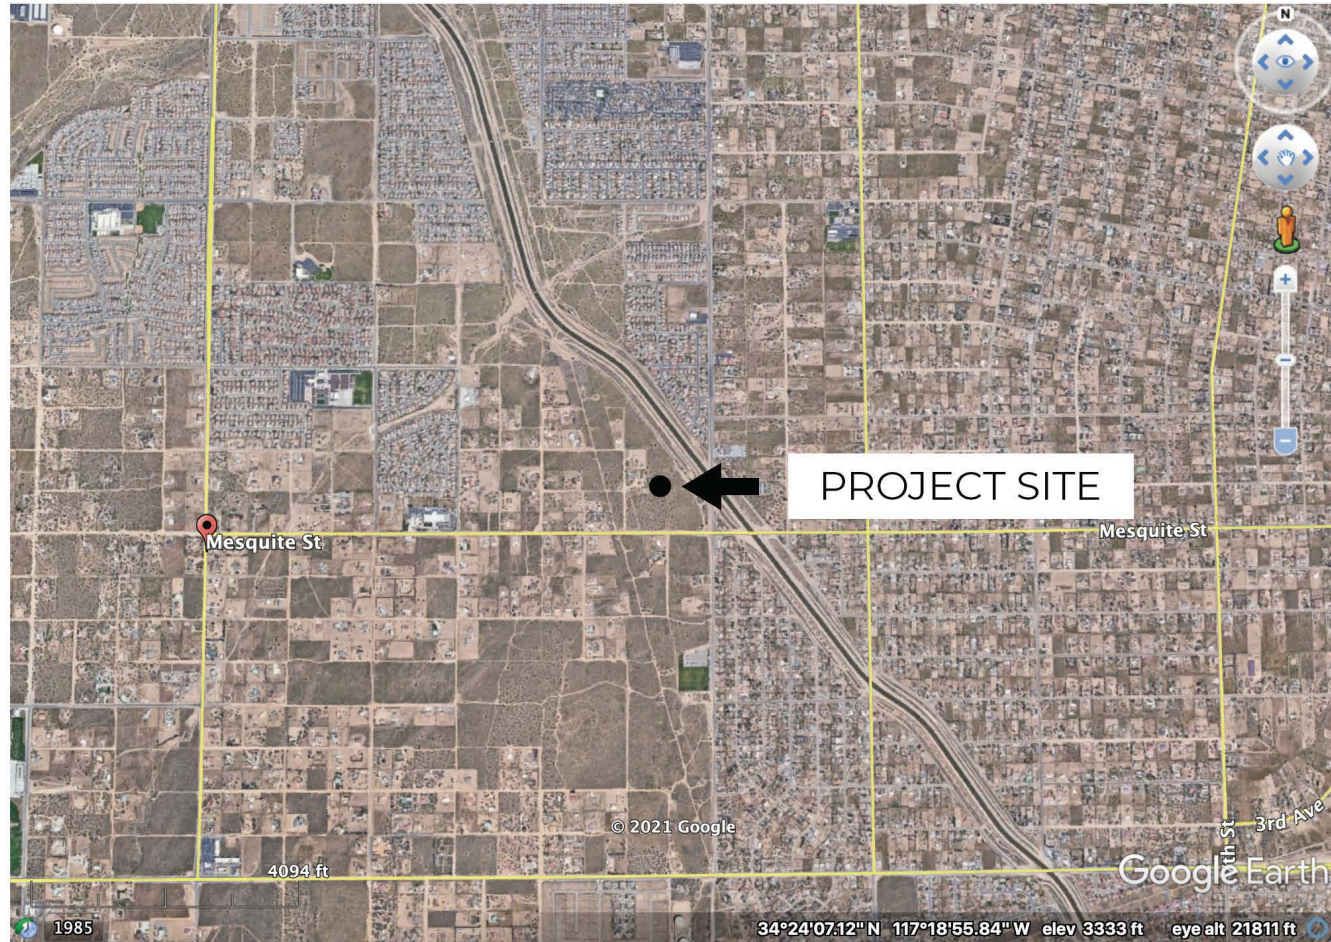 N
PROJECT SITE
Mesquite St
Mesquite St
© 2021 Google
3rd Ave
4094 ft
Google Earth
1985
34°24'07.12" N 117°18'55.84" W elev 3333 ft eye alt 21811 ft